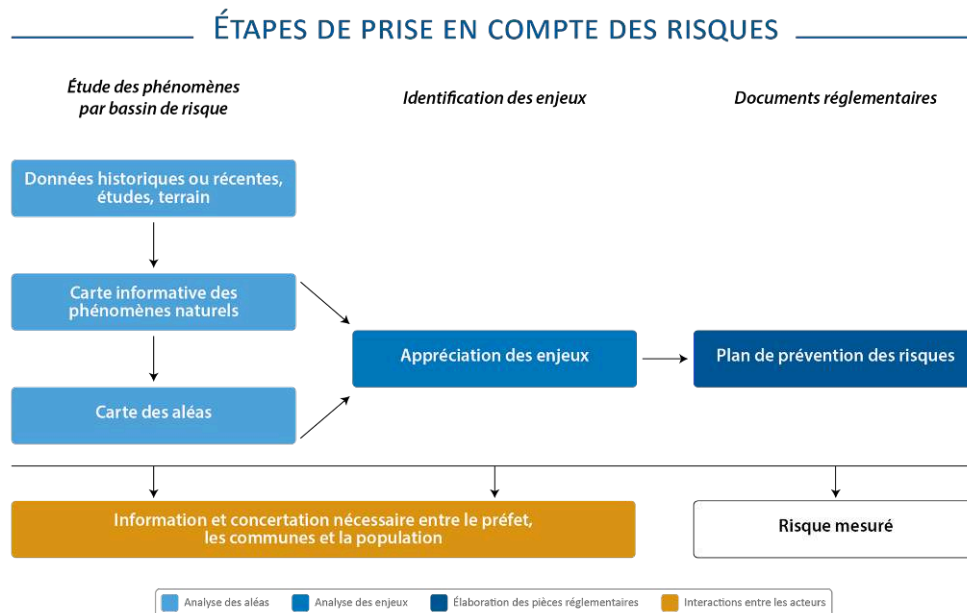 ÉTAPES DE PRISE EN COMPTE DES RISQUES
Étude des phénomènes
par bassin de risque
Identification des enjeux
Documents réglementaires
Données historiques ou récentes,
études, terrain
Carte informative des
phénomènes naturels
Appréciation des enjeux
Plan de prévention des risques
Carte des aléas
Information et concertation nécessaire entre le préfet,
les communes et la population
Risque mesuré
Analyse des aléas
Analyse des enjeux
Élaboration des pièces réglementaires
Interactions entre les acteurs